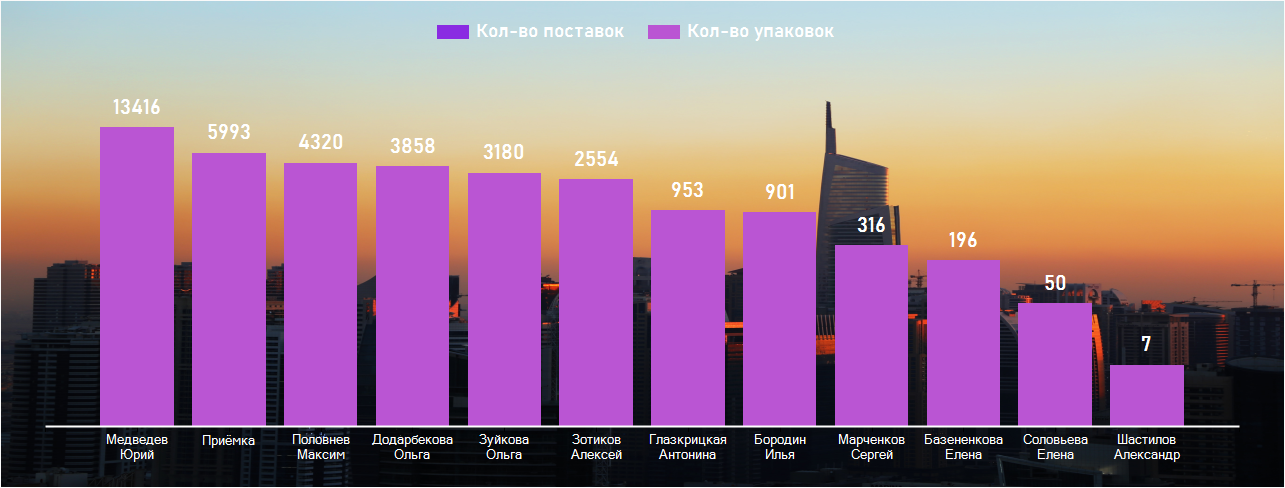 Кол-во поставок Кол-во упаковок
13416 5993 4320 3858 3180 2554 953 901 316 196 50 7
Медведев Приёмка Половнев Додарбекова Зуйкова Зотиков Глазкрицкая Бородин Марченков Базененкова Соловьева Шастилов
Юрий Максим Ольга Ольга Алексей Антонина Илья Сергей Елена Елена Александр